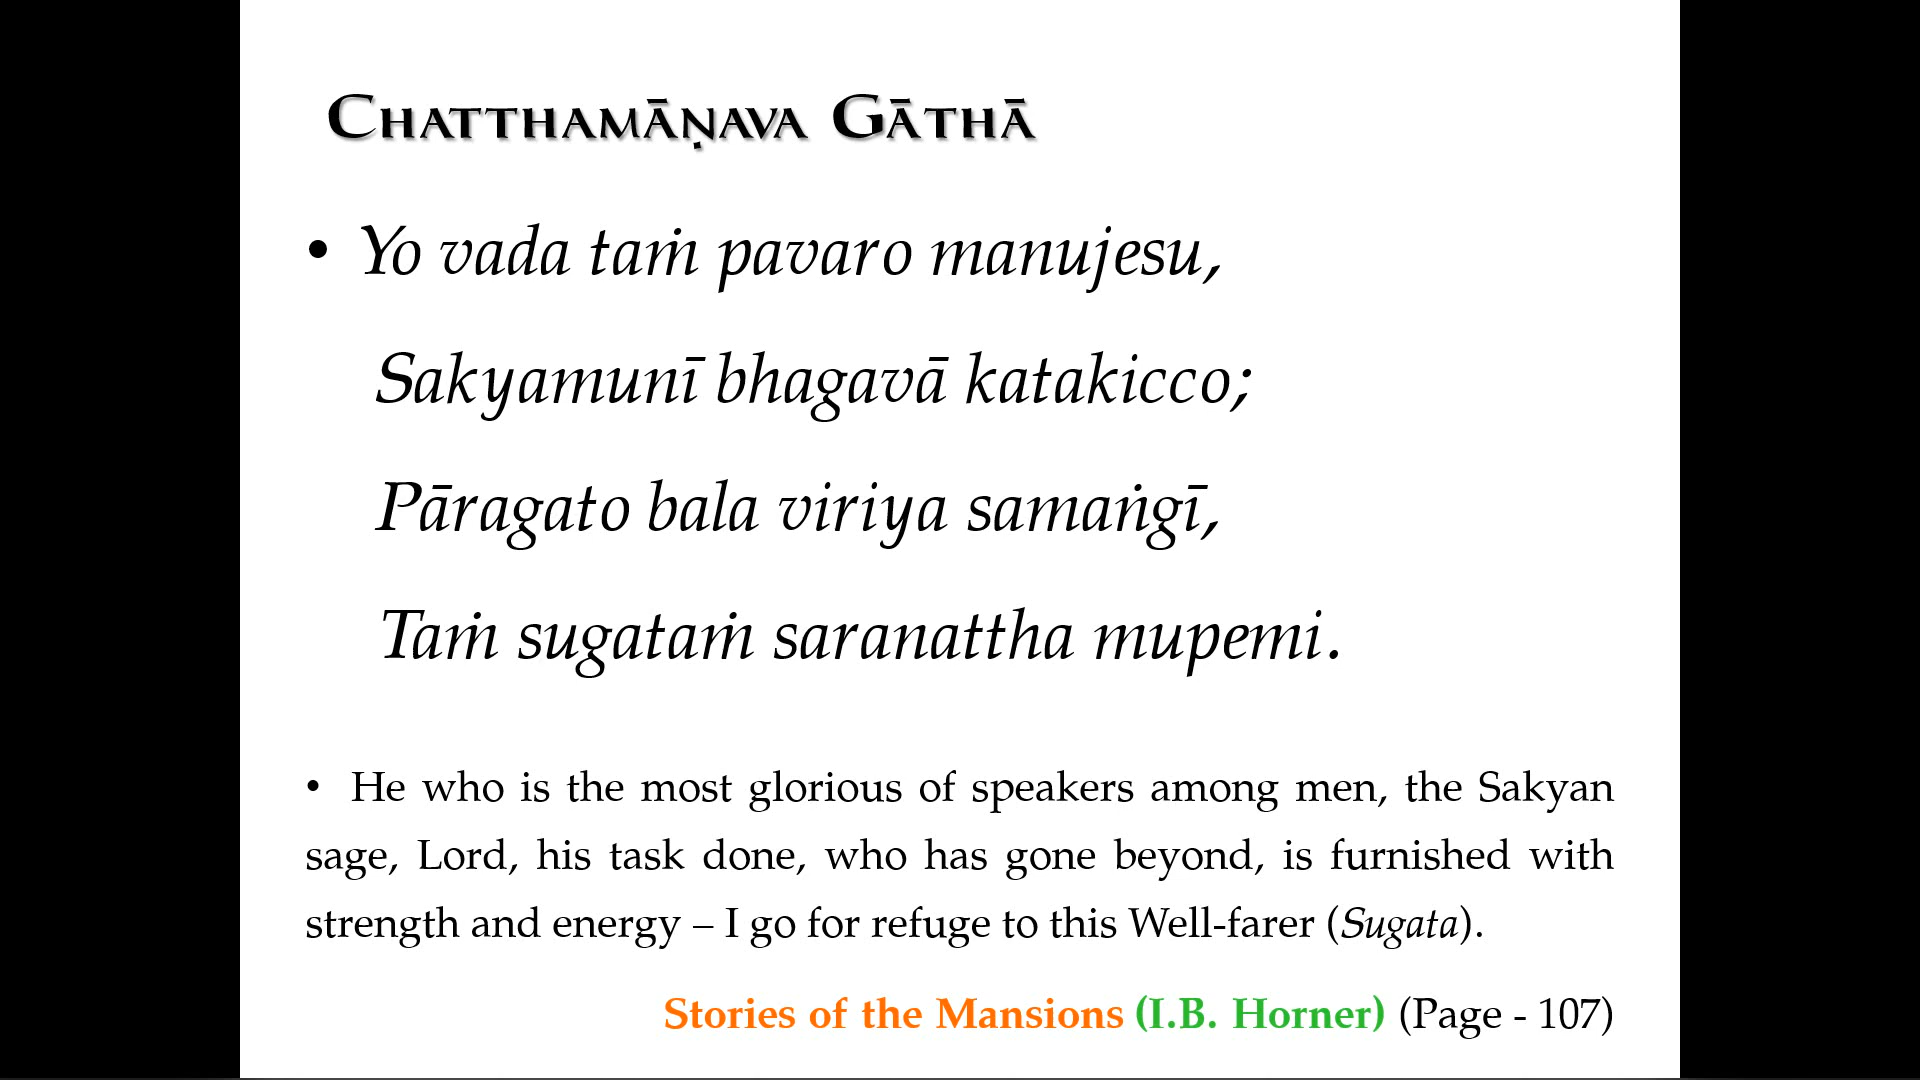 Chatthamāṇava Gāthā
• Yo vada taṁ pavaro manujesu,
Sakyamunī bhagavā katakicco;
Pāragato bala viriya samaṅgī,
Taṁ sugataṁ saranattha mupemi.
• He who is the most glorious of speakers among men, the Sakyan
sage, Lord, his task done, who has gone beyond, is furnished with
strength and energy – I go for refuge to this Well-farer (Sugata).
Stories of the Mansions (I.B. Horner) (Page - 107)